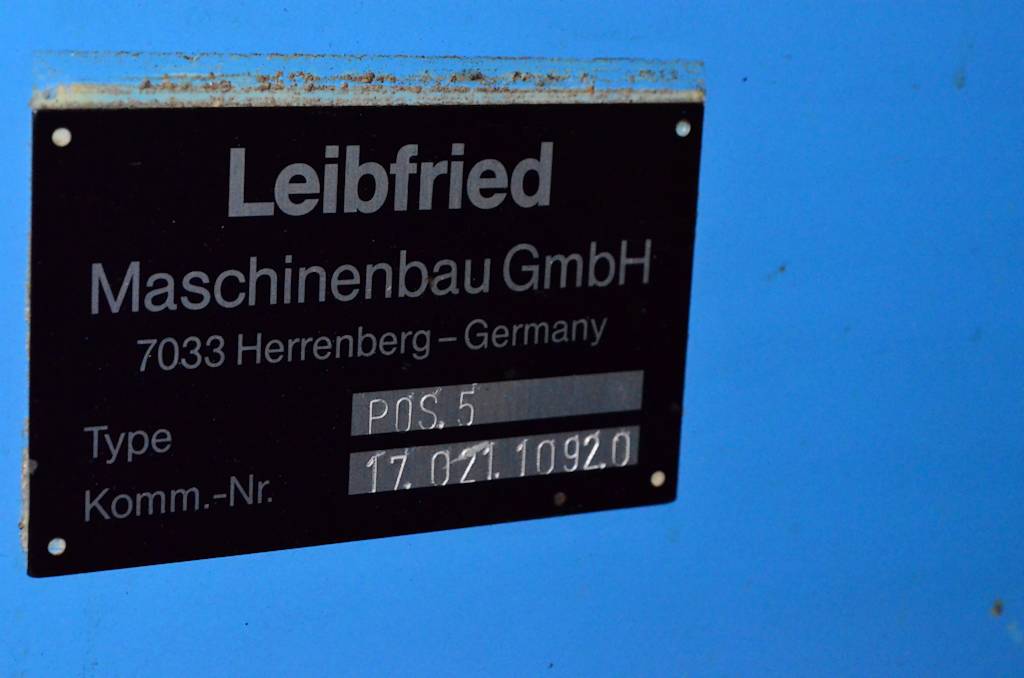 Leibfried
Maschinenbau GmbH
7033 Herrenberg – Germany
Type POS. 5
Komm.-Nr. 17.021.1092.0